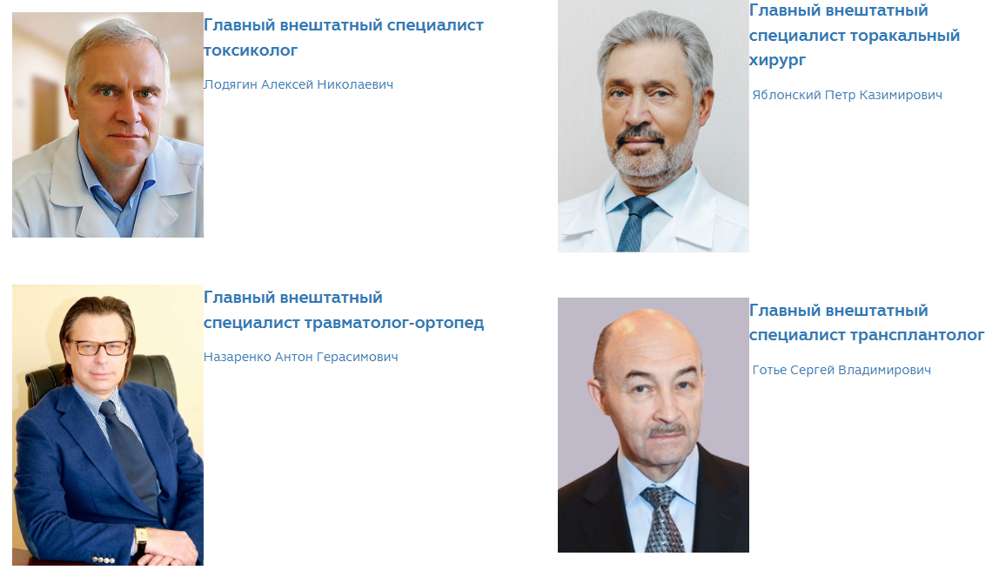 Главный внештатный специалист
токсиколог
Лодягин Алексей Николаевич
Главный внештатный
специалист торакальный
хирург
Яблонский Петр Казимирович
Главный внештатный
специалист травматолог-ортопед
Назаренко Антон Герасимович
Главный внештатный
специалист трансплантолог
Готье Сергей Владимирович